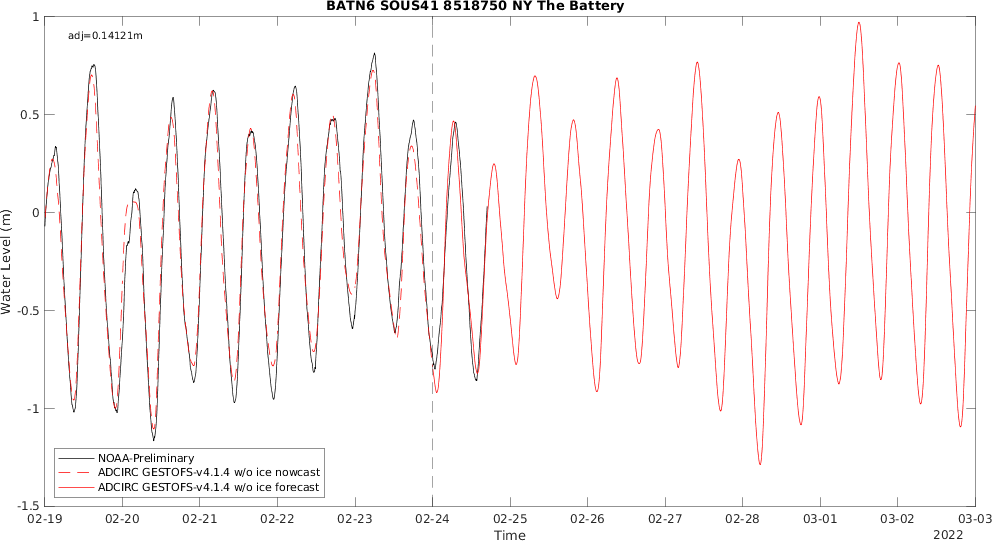 BATN6 SOUS41 8518750 NY The Battery
adj=0.14121m
1
0.5
0
-0.5
-1
-1.5
Water Level (m)
NOAA-Preliminary
ADCIRC GESTOFS-v4.1.4 w/o ice nowcast
ADCIRC GESTOFS-v4.1.4 w/o ice forecast
02-19 02-20 02-21 02-22 02-23 02-24 02-25 02-26 02-27 02-28 03-01 03-02 03-03
Time
2022